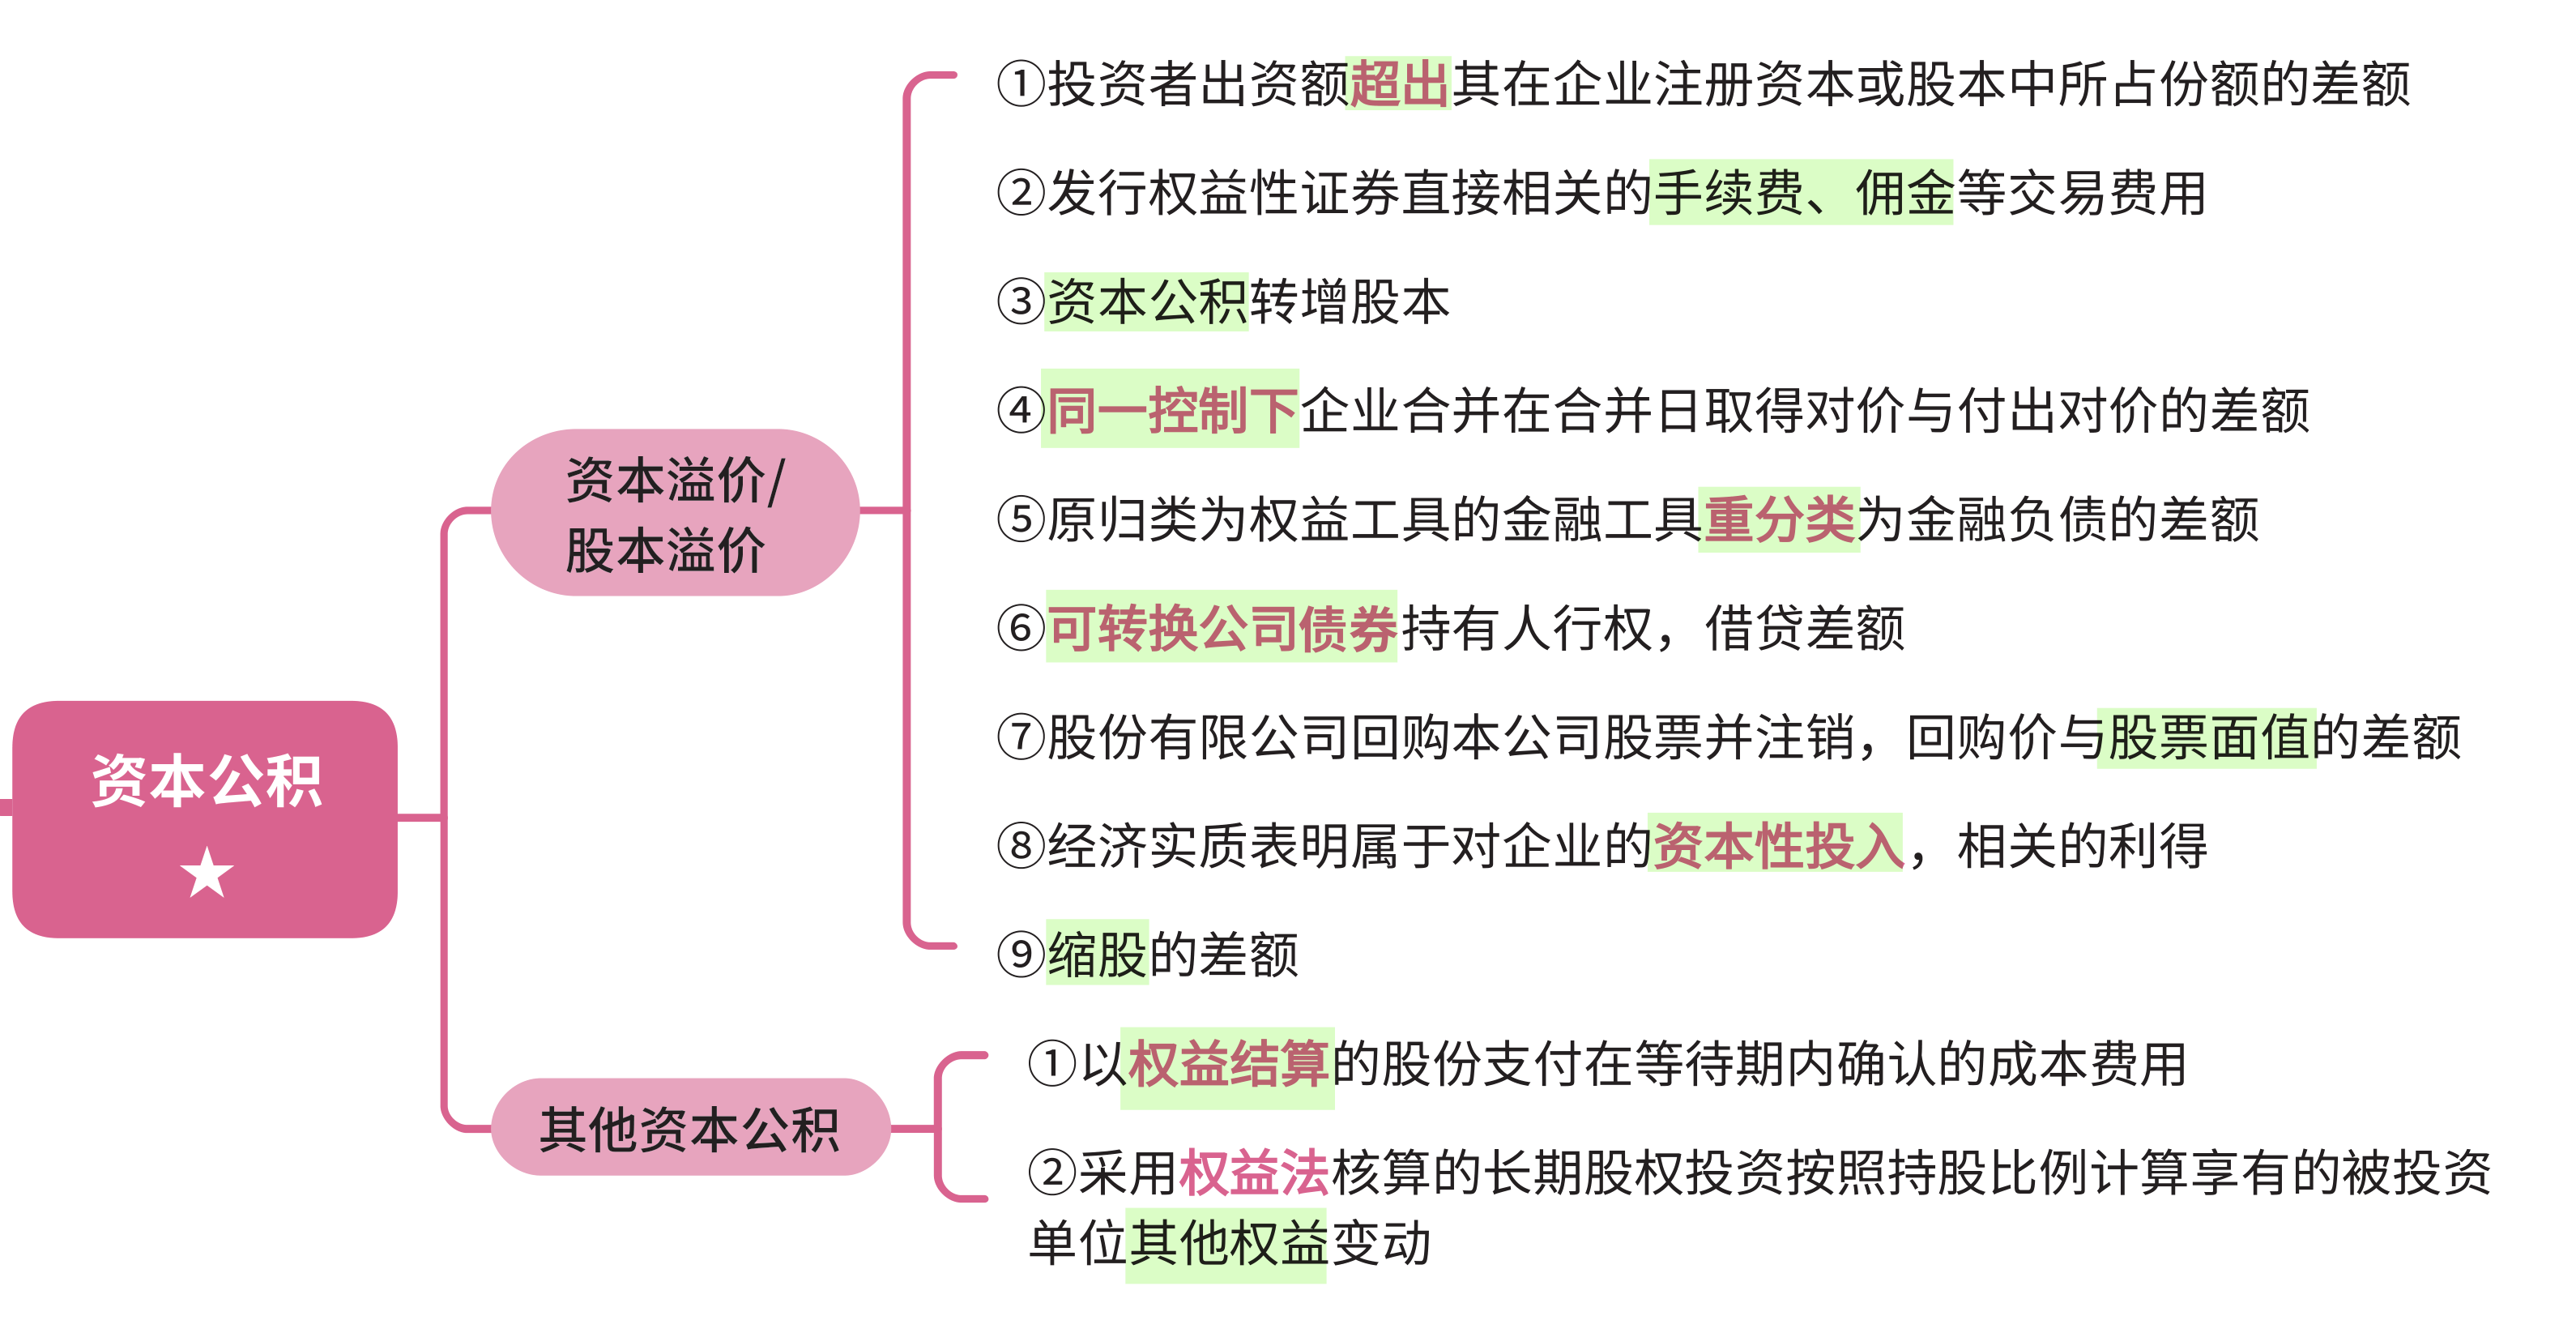 资本公积
★
资本溢价/
股本溢价
①投资者出资额超出其在企业注册资本或股本中所占份额的差额
②发行权益性证券直接相关的手续费、佣金等交易费用
③资本公积转增股本
④同一控制下企业合并在合并日取得对价与付出对价的差额
⑤原归类为权益工具的金融工具重分类为金融负债的差额
⑥可转换公司债券持有人行权，借贷差额
⑦股份有限公司回购本公司股票并注销，回购价与股票面值的差额
⑧经济实质表明属于对企业的资本性投入，相关的利得
⑨缩股的差额
其他资本公积
①以权益结算的股份支付在等待期内确认的成本费用
②采用权益法核算的长期股权投资按照持股比例计算享有的被投资
单位其他权益变动